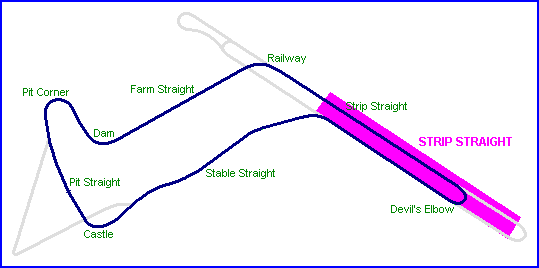 Railway
Pit Corner
Farm Straight
Strip Straight
Dam
STRIP STRAIGHT
Stable Straight
Pit Straight
Devil's Elbow
Castle